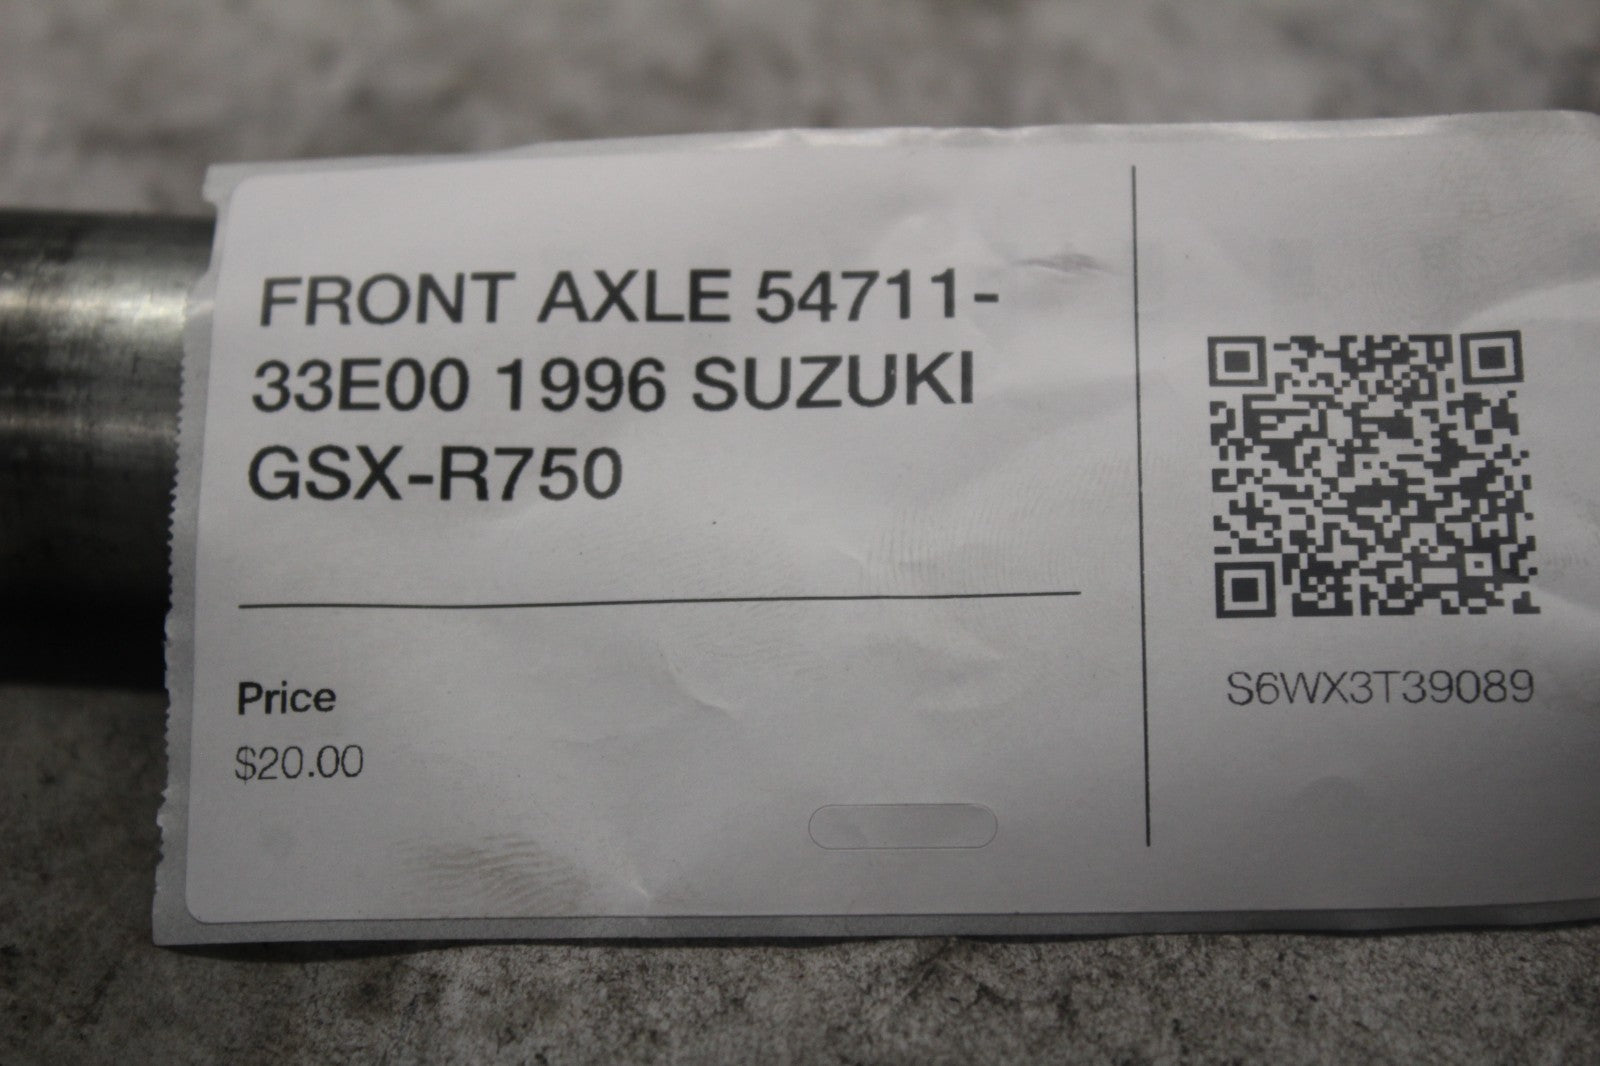 FRONT AXLE 54711-
33E00 1996 SUZUKI
GSX-R750
Price
$20.00
S6WX3T39089